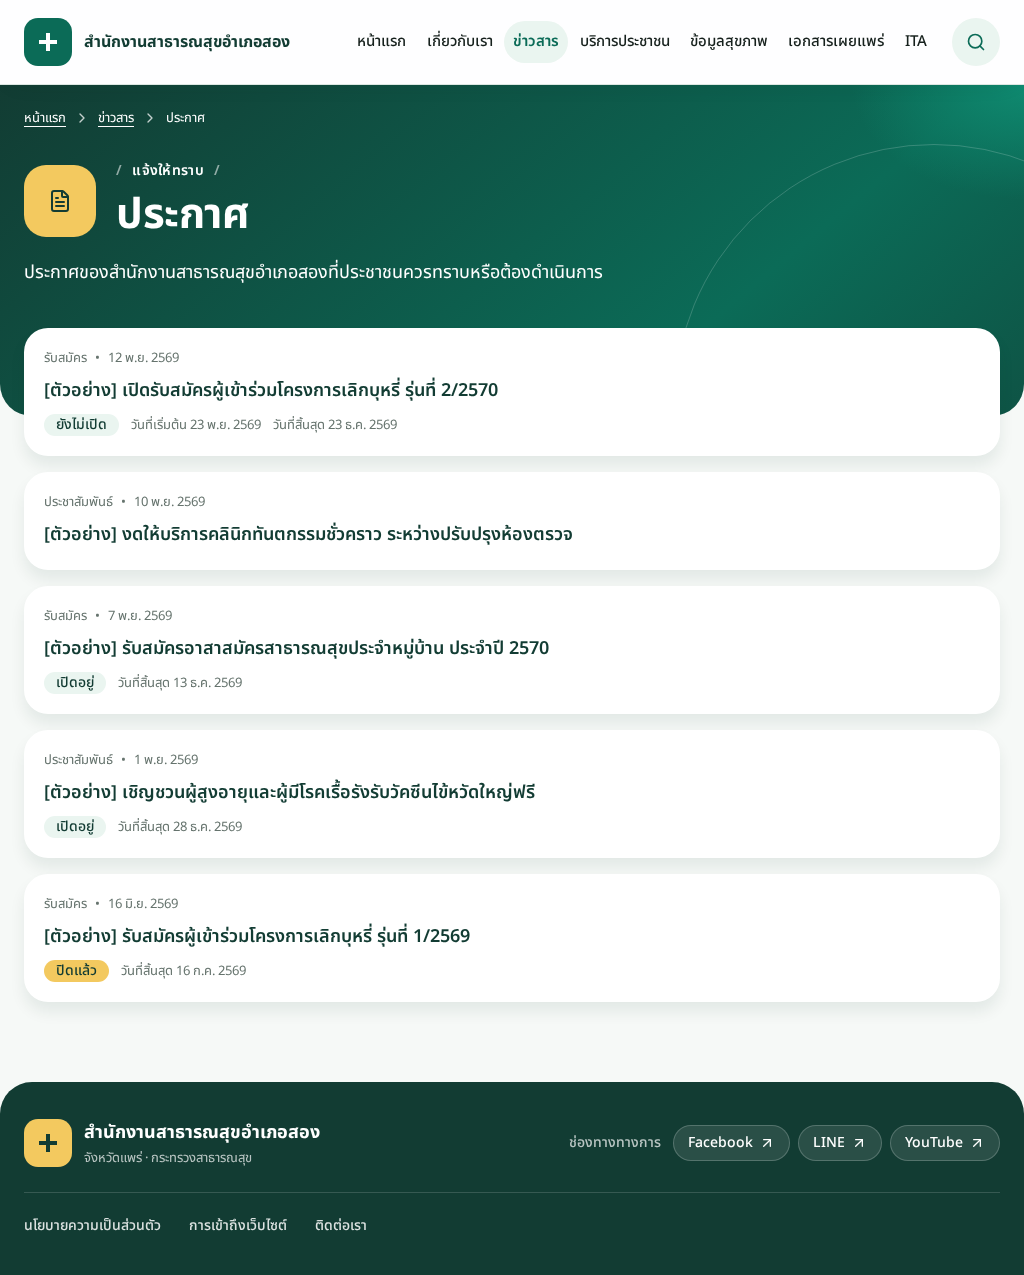 สำนักงานสาธารณสุขอำเภอสอง
หน้าแรก เกี่ยวกับเรา ข่าวสาร บริการประชาชน ข้อมูลสุขภาพ เอกสารเผยแพร่ ITA
หน้าแรก ข่าวสาร ประกาศ
/ แจ้งให้ทราบ /
ประกาศ
ประกาศของสำนักงานสาธารณสุขอำเภอสองที่ประชาชนควรทราบหรือต้องดำเนินการ
รับสมัคร • 12 พ.ย. 2569
[ตัวอย่าง] เปิดรับสมัครผู้เข้าร่วมโครงการเลิกบุหรี่ รุ่นที่ 2/2570
ยังไม่เปิด วันที่เริ่มต้น 23 พ.ย. 2569 วันที่สิ้นสุด 23 ธ.ค. 2569
ประชาสัมพันธ์ • 10 พ.ย. 2569
[ตัวอย่าง] งดให้บริการคลินิกทันตกรรมชั่วคราว ระหว่างปรับปรุงห้องตรวจ
รับสมัคร • 7 พ.ย. 2569
[ตัวอย่าง] รับสมัครอาสาสมัครสาธารณสุขประจำหมู่บ้าน ประจำปี 2570
เปิดอยู่ วันที่สิ้นสุด 13 ธ.ค. 2569
ประชาสัมพันธ์ • 1 พ.ย. 2569
[ตัวอย่าง] เชิญชวนผู้สูงอายุและผู้มีโรคเรื้อรังรับวัคซีนไข้หวัดใหญ่ฟรี
เปิดอยู่ วันที่สิ้นสุด 28 ธ.ค. 2569
รับสมัคร • 16 มิ.ย. 2569
[ตัวอย่าง] รับสมัครผู้เข้าร่วมโครงการเลิกบุหรี่ รุ่นที่ 1/2569
ปิดแล้ว วันที่สิ้นสุด 16 ก.ค. 2569
สำนักงานสาธารณสุขอำเภอสอง
จังหวัดแพร่ · กระทรวงสาธารณสุข
ช่องทางทางการ Facebook LINE YouTube
นโยบายความเป็นส่วนตัว การเข้าถึงเว็บไซต์ ติดต่อเรา